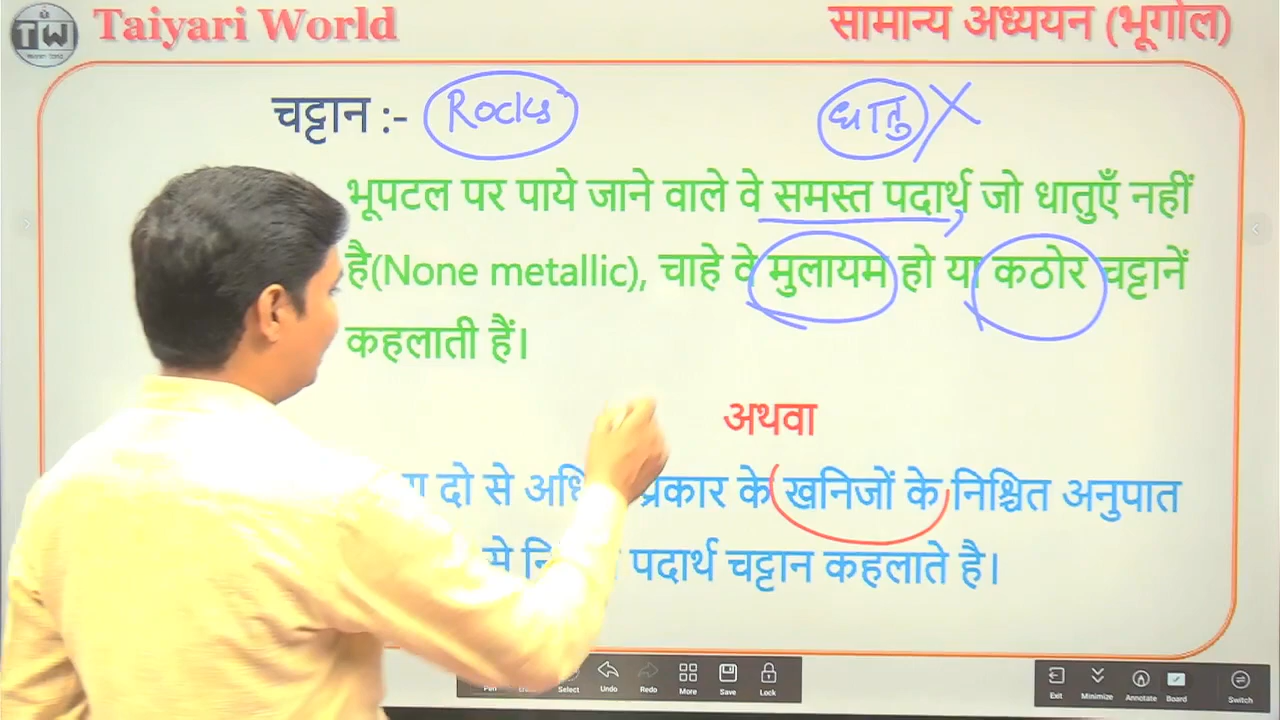 TW Taiyari World सामान्य अध्ययन (भूगोल)
चट्टान :- Rocks धातु
भूपटल पर पाये जाने वाले वे समस्त पदार्थ जो धातुएँ नहीं
है(None metallic), चाहे वे मुलायम हो या कठोर चट्टानें
कहलाती हैं।
अथवा
दो से प्रकार के खनिजों के निश्चित अनुपात
से पदार्थ चट्टान कहलाते है।
Select Undo Redo More Save Lock Exit Minimize Annotate Board Switch